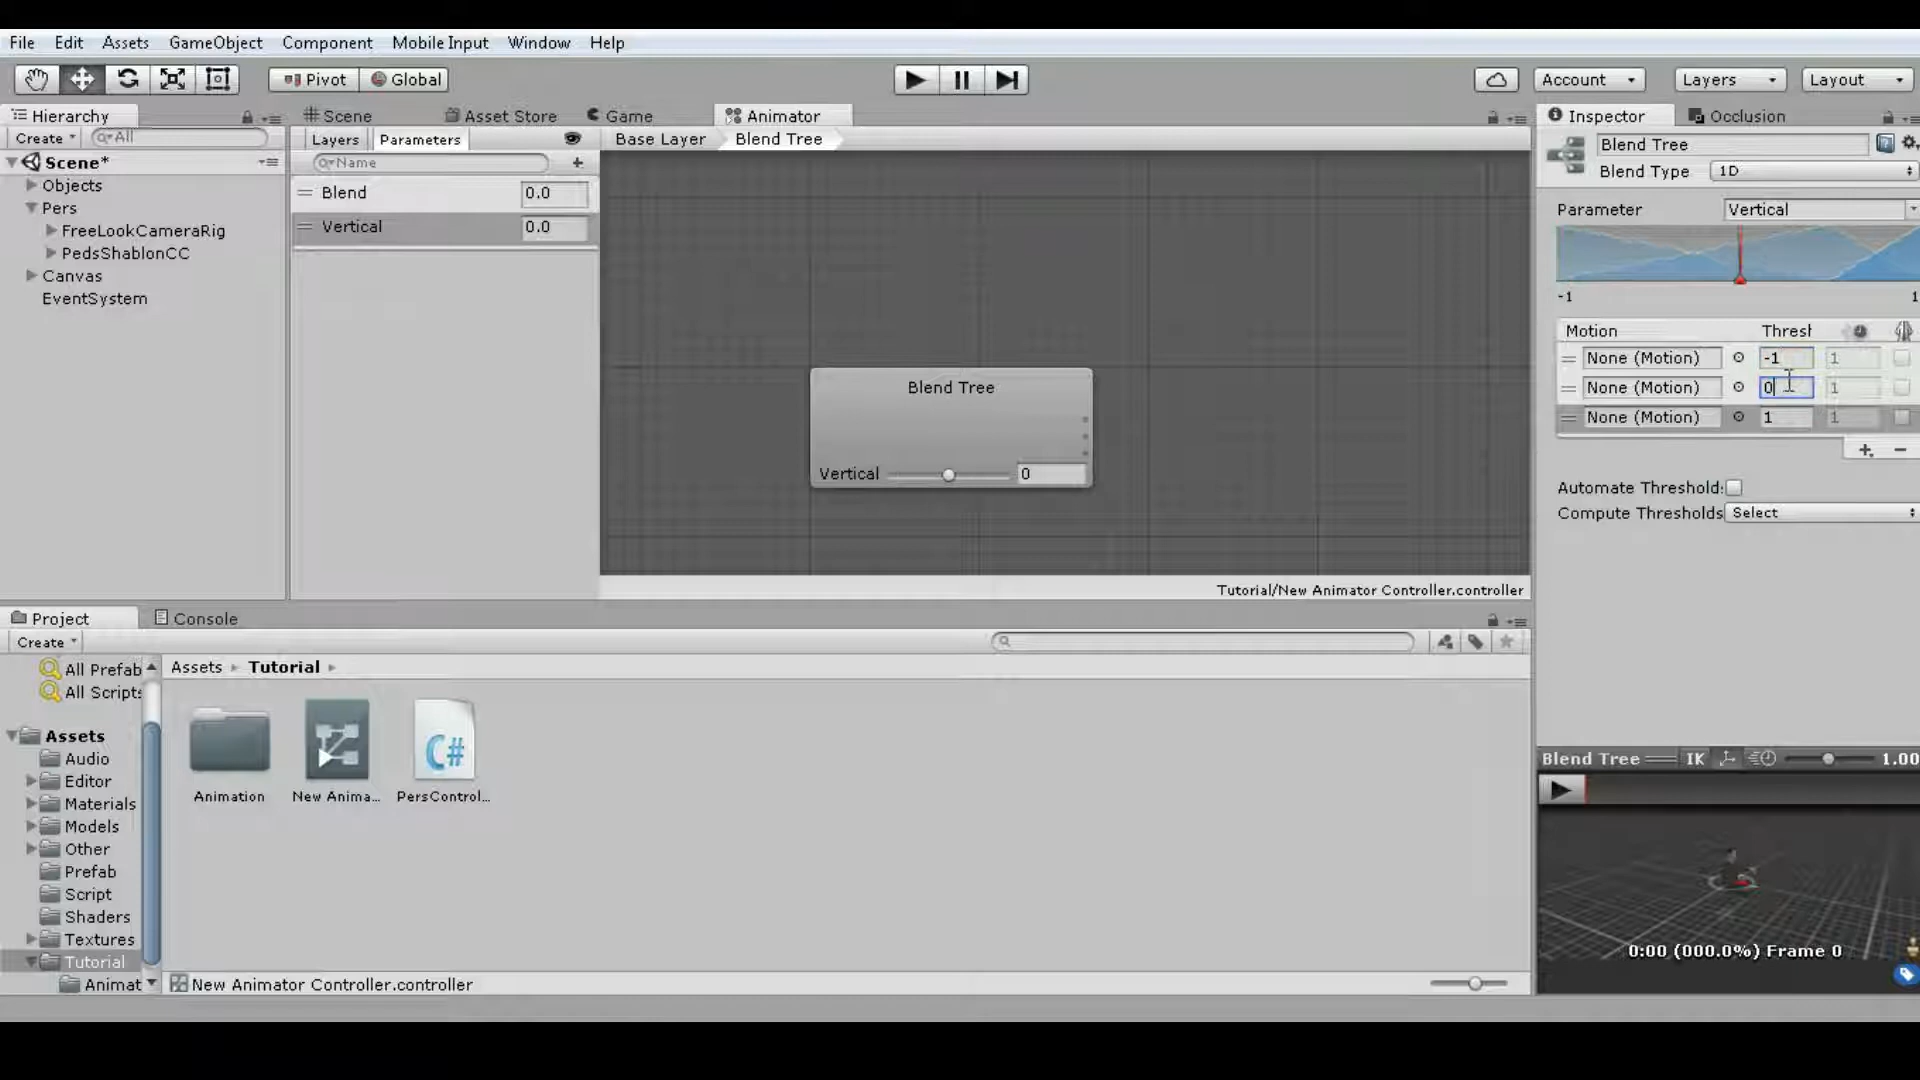 File Edit Assets GameObject Component Mobile Input Window Help
Pivot Global Account Layers Layout
Hierarchy
Create All
Scene*
Objects
Pers
FreeLookCameraRig
PedsShablonCC
Canvas
EventSystem
Scene Asset Store Game Animator
Layers Parameters
Name
Blend 0.0
Vertical 0.0
Base Layer Blend Tree
Blend Tree
Vertical 0
Tutorial/New Animator Controller.controller
Inspector Occlusion
Blend Tree
Blend Type 1D
Parameter Vertical
-1 1
Motion Thresh
None (Motion) -1 1
None (Motion) 0 1
None (Motion) 1 1
Automate Threshold:
Compute Thresholds Select
Project Console
Create
All Prefab
All Scripts
Assets
Audio
Editor
Materials
Models
Other
Prefab
Script
Shaders
Textures
Tutorial
Animat
Assets Tutorial
Animation New Anima... PersControl...
New Animator Controller.controller
Blend Tree IK 1.00
0:00 (000.0%) Frame 0